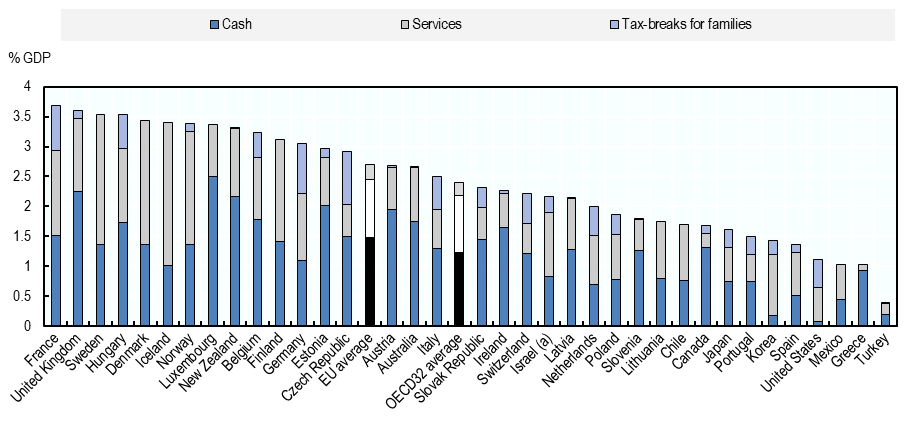 Cash Services Tax-breaks for families
% GDP
4
3.5
3
2.5
2
1.5
1
0.5
0
France
United Kingdom
Sweden
Hungary
Denmark
Iceland
Norway
Luxembourg
New Zealand
Belgium
Finland
Germany
Estonia
Czech Republic
EU average
Austria
Australia
Italy
OECD32 average
Slovak Republic
Ireland
Switzerland
Israel (a)
Latvia
Netherlands
Poland
Slovenia
Lithuania
Chile
Canada
Japan
Portugal
Korea
Spain
United States
Mexico
Greece
Turkey